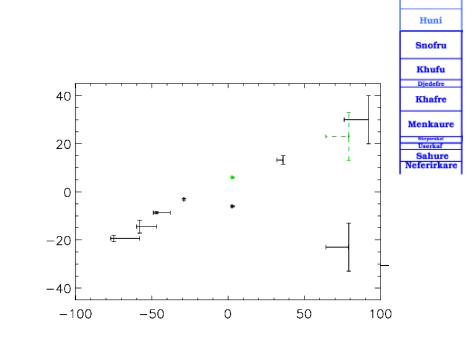 Huni
Snofru
Khufu
Djedefre
Khafre
Menkaure
Userkaf
Sahure
Neferirkare
40
20
0
−20
−40
−100
−50
0
50
100